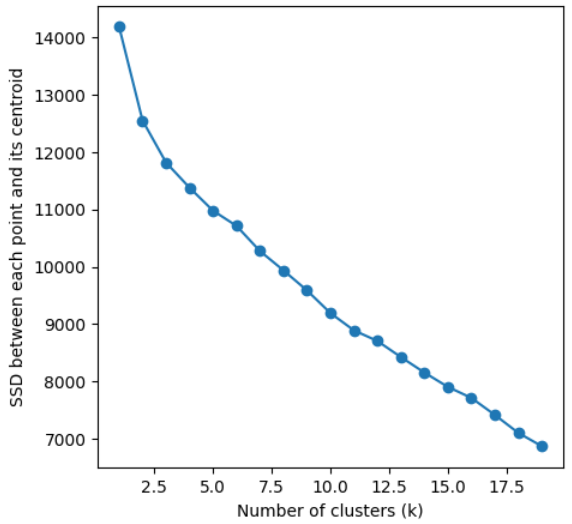 SSD between each point and its centroid
14000
13000
12000
11000
10000
9000
8000
7000
2.5 5.0 7.5 10.0 12.5 15.0 17.5
Number of clusters (k)